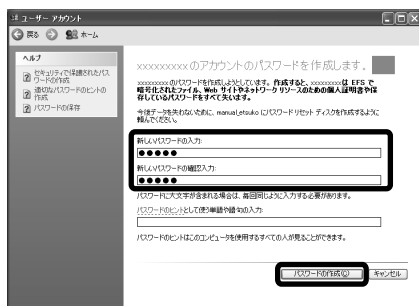 ユーザー アカウント
戻る ホーム
ヘルプ
セキュリティで保護されたパス
ワードの作成
適切なパスワードのヒントの
作成
パスワードの保存
xxxxxxxxx のアカウントのパスワードを作成します。
xxxxxxxxx のパスワードを作成しようとしています。作成すると、xxxxxxxxx は EFS で
暗号化されたファイル、Web サイトやネットワーク リソースのための個人証明書や保
存しているパスワードをすべて失います。
今後データを失わないために、manual_etsuko にパスワード リセット ディスクを作成するように
頼んでください。
新しいパスワードの入力:
●●●●●
新しいパスワードの確認入力:
●●●●●
パスワードに大文字が含まれる場合は、毎回同じように入力する必要があります。
パスワードのヒントとして使う単語や語句の入力:
パスワードのヒントはこのコンピュータを使用するすべての人が見ることができます。
パスワードの作成(C) キャンセル